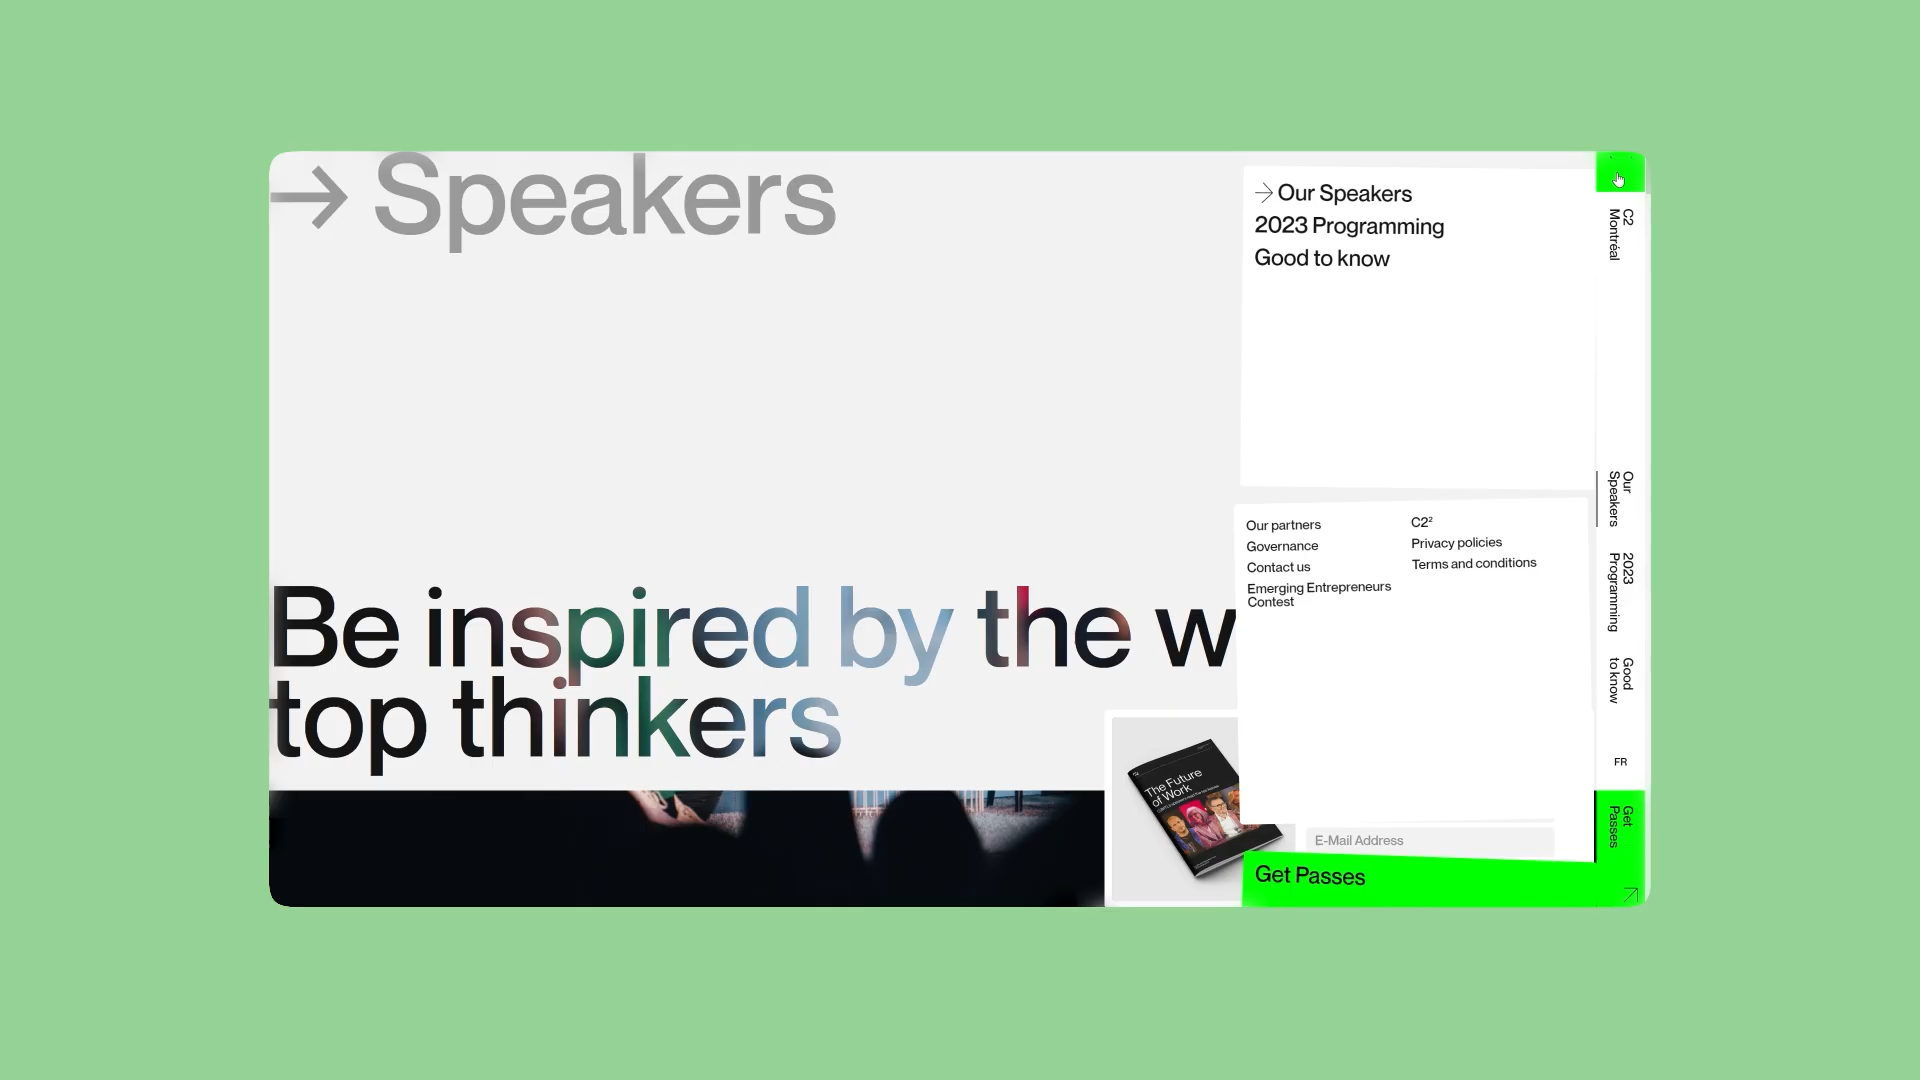 → Speakers
Be inspired by the w
top thinkers
→ Our Speakers
2023 Programming
Good to know
Our partners
Governance
Contact us
Emerging Entrepreneurs
Contest
C2²
Privacy policies
Terms and conditions
The Future
of Work
E-Mail Address
Get Passes
C2
Montréal
Our
Speakers
2023
Programming
Good
to know
FR
Get
Passes